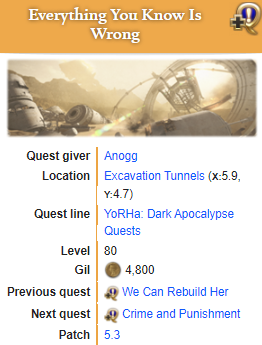 Everything You Know Is
Wrong
Quest giver Anogg
Location Excavation Tunnels (X:5.9,
Y:4.7)
Quest line YoRHa: Dark Apocalypse
Quests
Level 80
Gil 4,800
Previous quest We Can Rebuild Her
Next quest Crime and Punishment
Patch 5.3